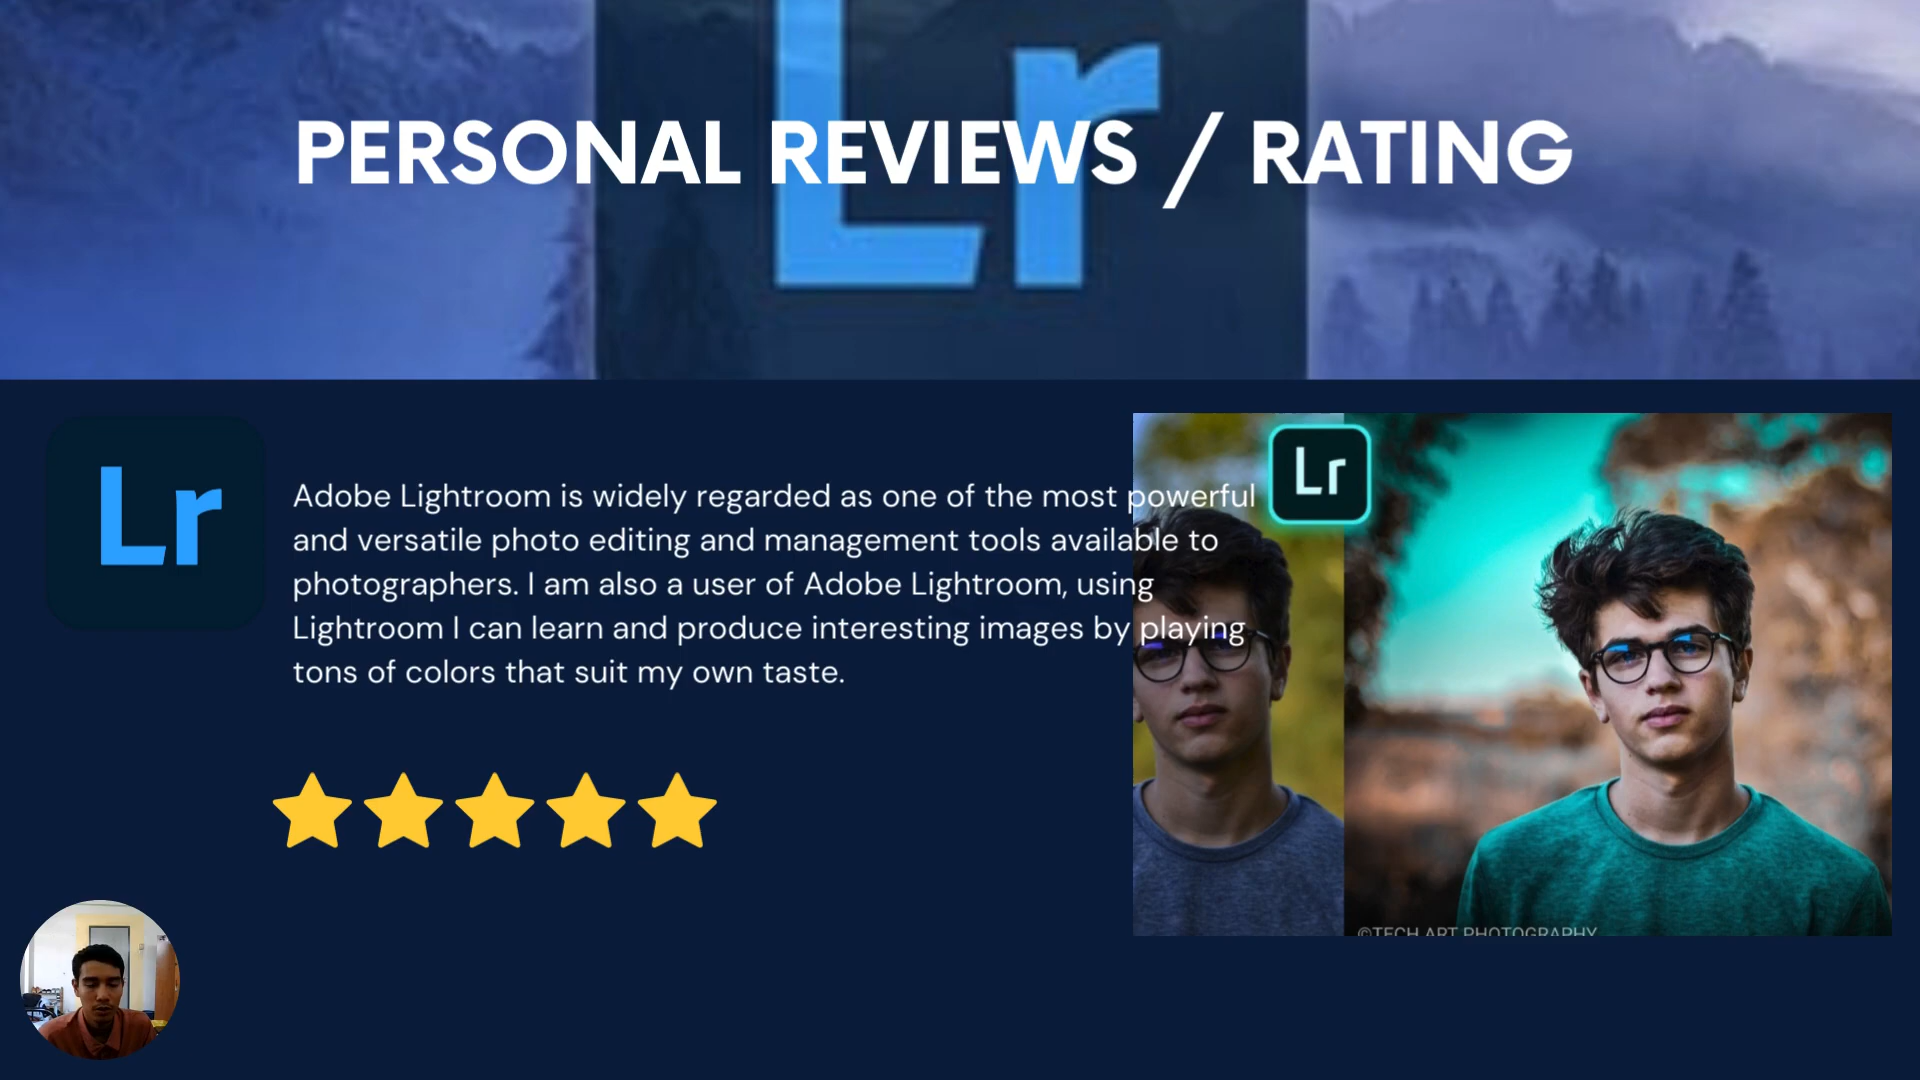 Lr
PERSONAL REVIEWS / RATING
Lr
Lr
Adobe Lightroom is widely regarded as one of the most powerful
and versatile photo editing and management tools available to
photographers. I am also a user of Adobe Lightroom, using
Lightroom I can learn and produce interesting images by playing
tons of colors that suit my own taste.
©TECH ART PHOTOGRAPHY